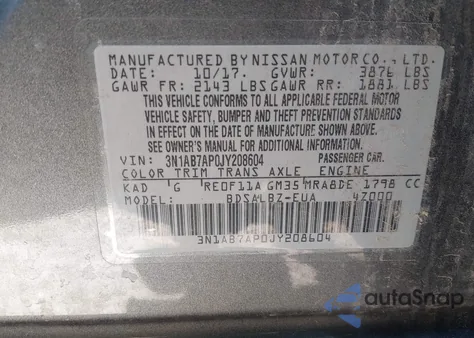 MANUFACTURED BY NISSAN MOTOR CO., LTD.
DATE: 10/17. GVWR: 3876 LBS
GAWR FR: 2143 LBS GAWR RR: 1881 LBS
THIS VEHICLE CONFORMS TO ALL APPLICABLE FEDERAL MOTOR
VEHICLE SAFETY, BUMPER AND THEFT PREVENTION STANDARDS
IN EFFECT ON THE DATE OF MANUFACTURE SHOWN ABOVE.
SEE OWNER'S MANUAL FOR ADDITIONAL INFORMATION.
VIN: 3N1AB7AP0JY208604 PASSENGER CAR.
COLOR TRIM TRANS AXLE ENGINE
KAD G RE0F11A GM35 MRA8DE 1798 CC
MODEL: BDSALBZ-EUA 4Z000
3N1AB7AP0JY208604
autoSnap
POWERED BY